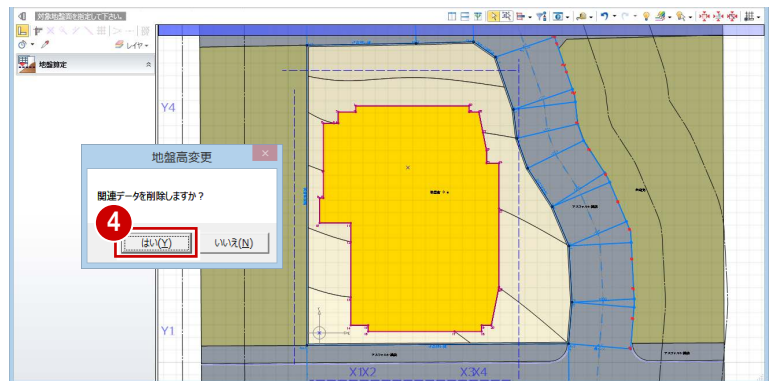 対象地盤面を指定して下さい。
レイヤ
地盤算定
Y4
地盤高変更
関連データを削除しますか？
4
はい(Y)
いいえ(N)
Y1
X1X2
X3X4